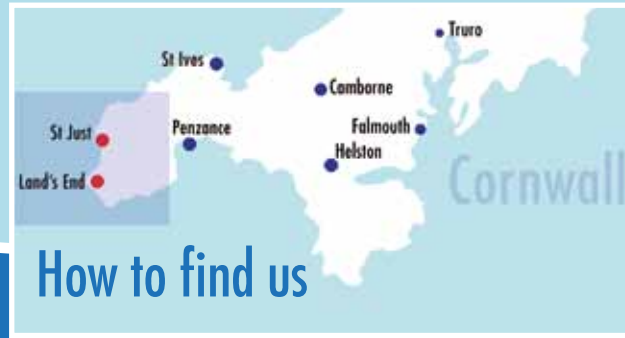 Truro
St Ives
Camborne
St Just
Penzance
Falmouth
Helston
Land's End
Cornwall
How to find us